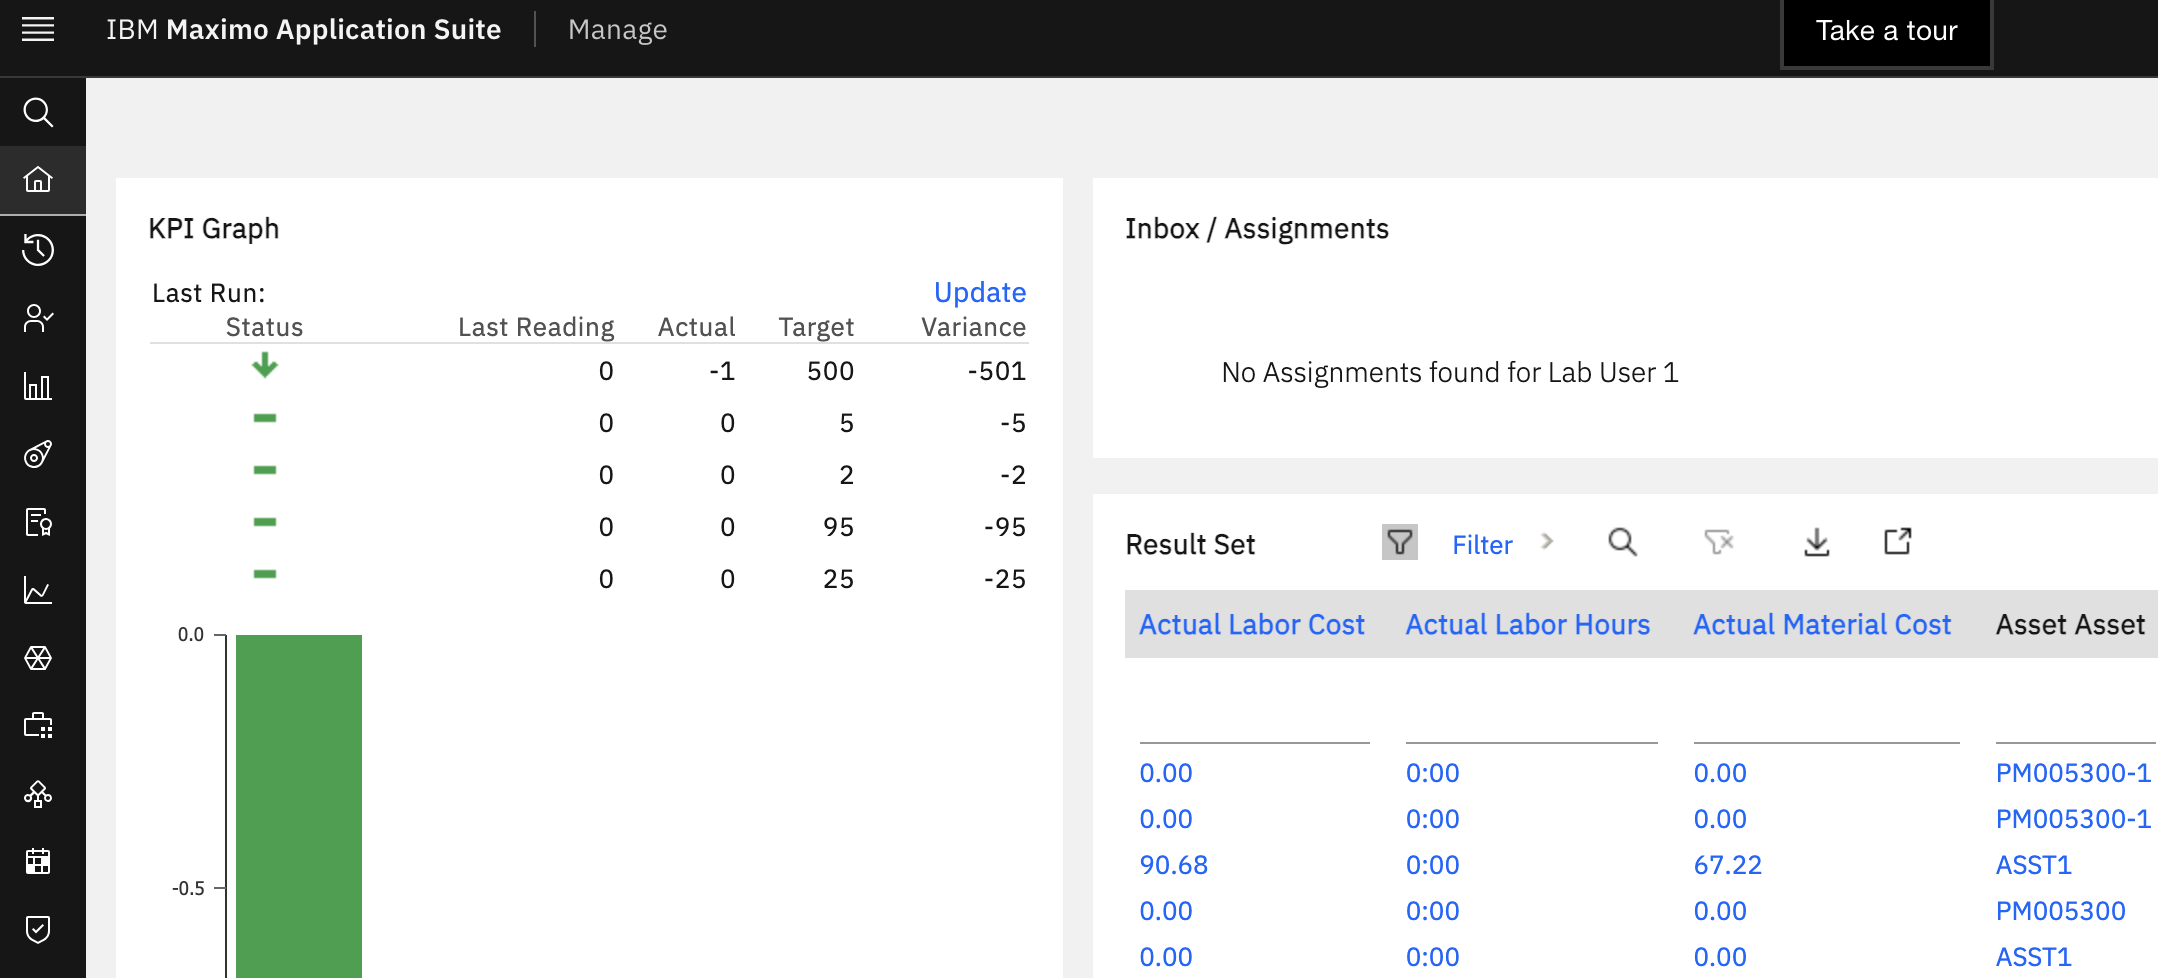 IBM Maximo Application Suite Manage Take a tour
KPI Graph
Last Run: Update
Status Last Reading Actual Target Variance
0 -1 500 -501
0 0 5 -5
0 0 2 -2
0 0 95 -95
0 0 25 -25
0.0
-0.5
Inbox / Assignments
No Assignments found for Lab User 1
Result Set Filter
Actual Labor Cost Actual Labor Hours Actual Material Cost Asset Asset
0.00 0:00 0.00 PM005300-1
0.00 0:00 0.00 PM005300-1
90.68 0:00 67.22 ASST1
0.00 0:00 0.00 PM005300
0.00 0:00 0.00 ASST1